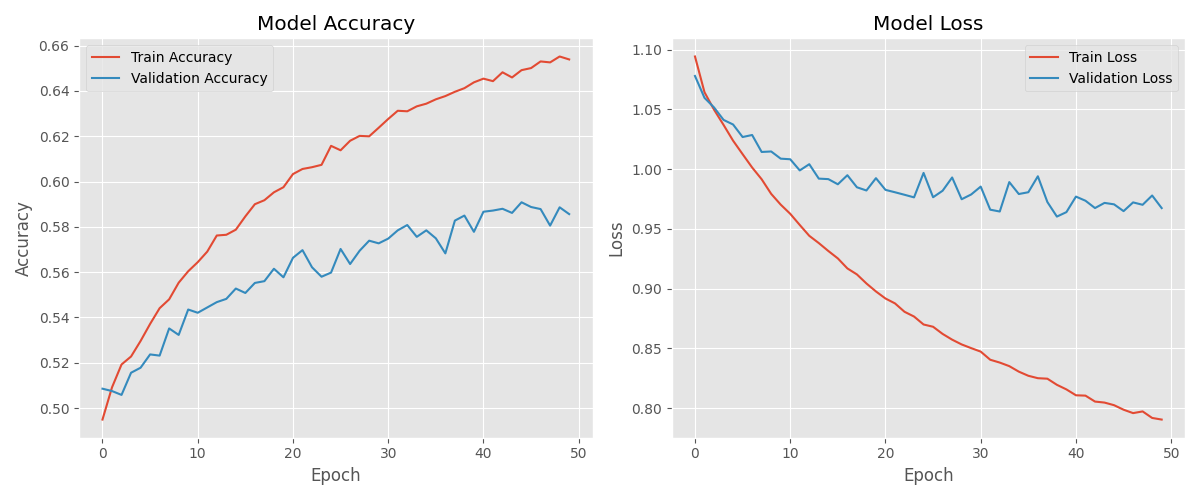 Model Accuracy
Train Accuracy
Validation Accuracy
0.66
0.64
0.62
0.60
0.58
0.56
0.54
0.52
0.50
Accuracy
0 10 20 30 40 50
Epoch
Model Loss
Train Loss
Validation Loss
1.10
1.05
1.00
0.95
0.90
0.85
0.80
Loss
0 10 20 30 40 50
Epoch